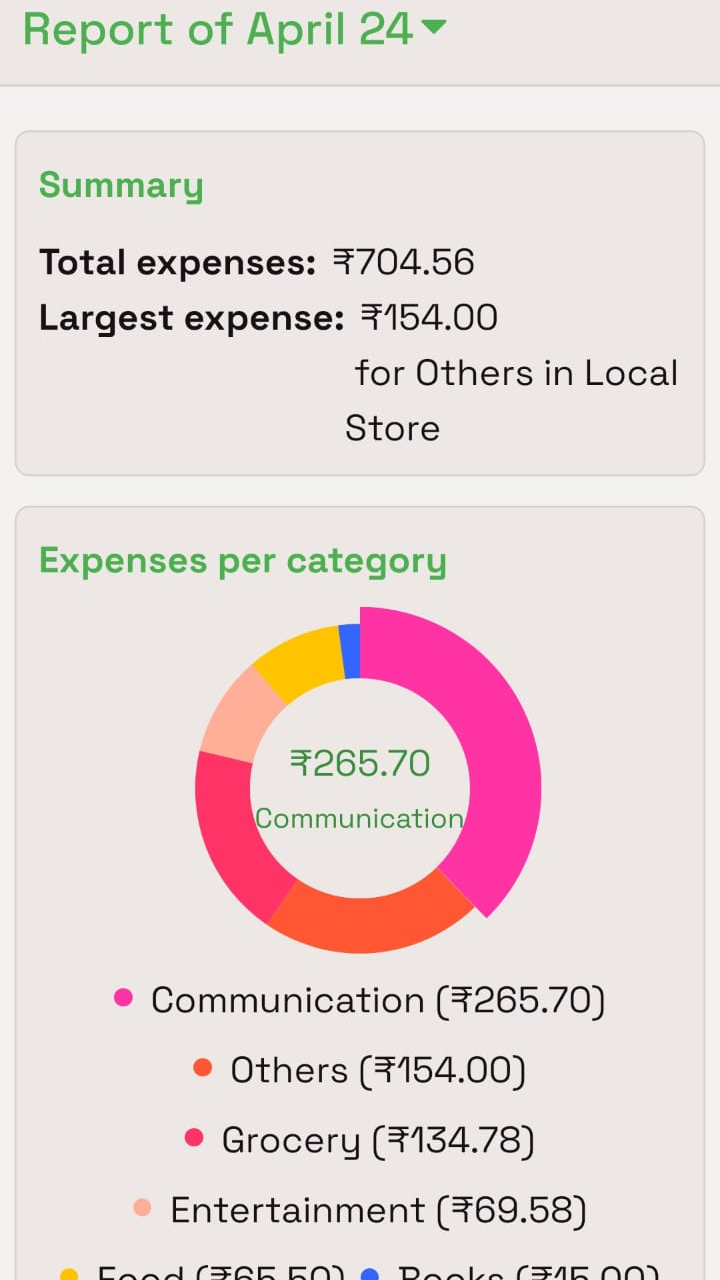 Report of April 24
Summary
Total expenses: ₹704.56
Largest expense: ₹154.00
for Others in Local
Store
Expenses per category
₹265.70
Communication
Communication (₹265.70)
Others (₹154.00)
Grocery (₹134.78)
Entertainment (₹69.58)
Food (₹65.50) Books (₹15.00)